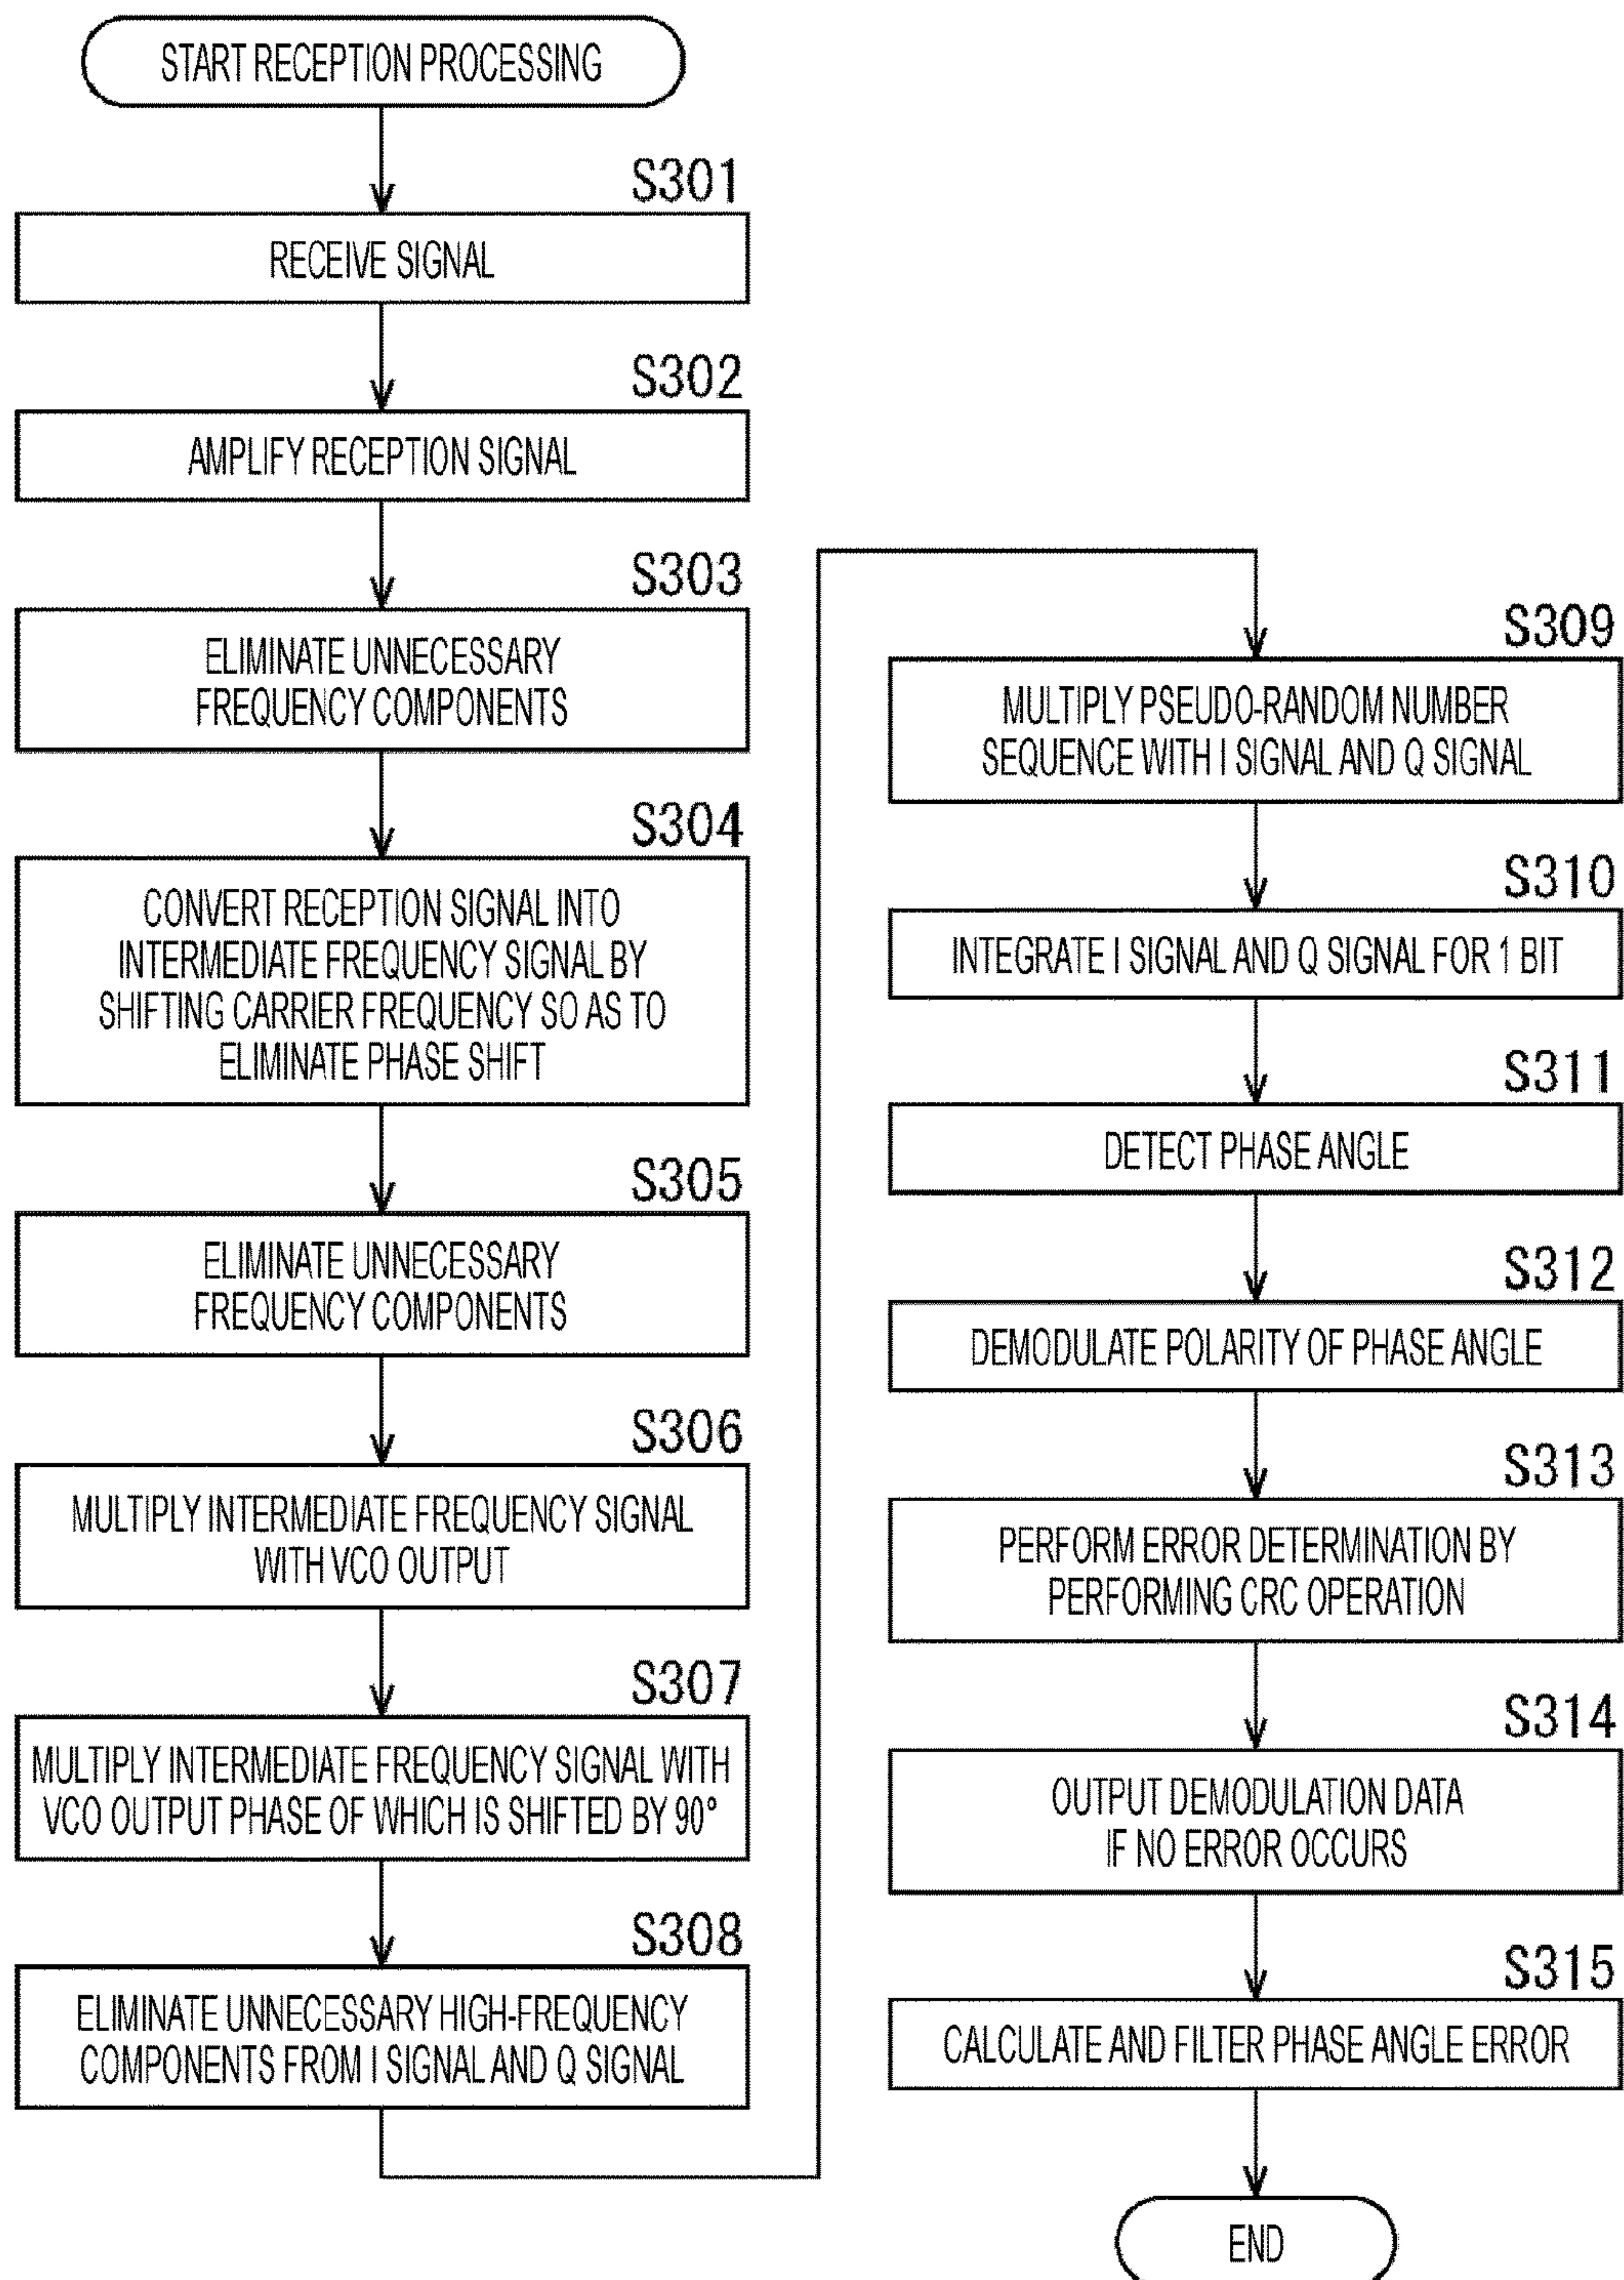 START RECEPTION PROCESSING
S301
RECEIVE SIGNAL
S302
AMPLIFY RECEPTION SIGNAL
S303
ELIMINATE UNNECESSARY
FREQUENCY COMPONENTS
S304
CONVERT RECEPTION SIGNAL INTO
INTERMEDIATE FREQUENCY SIGNAL BY
SHIFTING CARRIER FREQUENCY SO AS TO
ELIMINATE PHASE SHIFT
S305
ELIMINATE UNNECESSARY
FREQUENCY COMPONENTS
S306
MULTIPLY INTERMEDIATE FREQUENCY SIGNAL
WITH VCO OUTPUT
S307
MULTIPLY INTERMEDIATE FREQUENCY SIGNAL WITH
VCO OUTPUT PHASE OF WHICH IS SHIFTED BY 90°
S308
ELIMINATE UNNECESSARY HIGH-FREQUENCY
COMPONENTS FROM I SIGNAL AND Q SIGNAL
S309
MULTIPLY PSEUDO-RANDOM NUMBER
SEQUENCE WITH I SIGNAL AND Q SIGNAL
S310
INTEGRATE I SIGNAL AND Q SIGNAL FOR 1 BIT
S311
DETECT PHASE ANGLE
S312
DEMODULATE POLARITY OF PHASE ANGLE
S313
PERFORM ERROR DETERMINATION BY
PERFORMING CRC OPERATION
S314
OUTPUT DEMODULATION DATA
IF NO ERROR OCCURS
S315
CALCULATE AND FILTER PHASE ANGLE ERROR
END